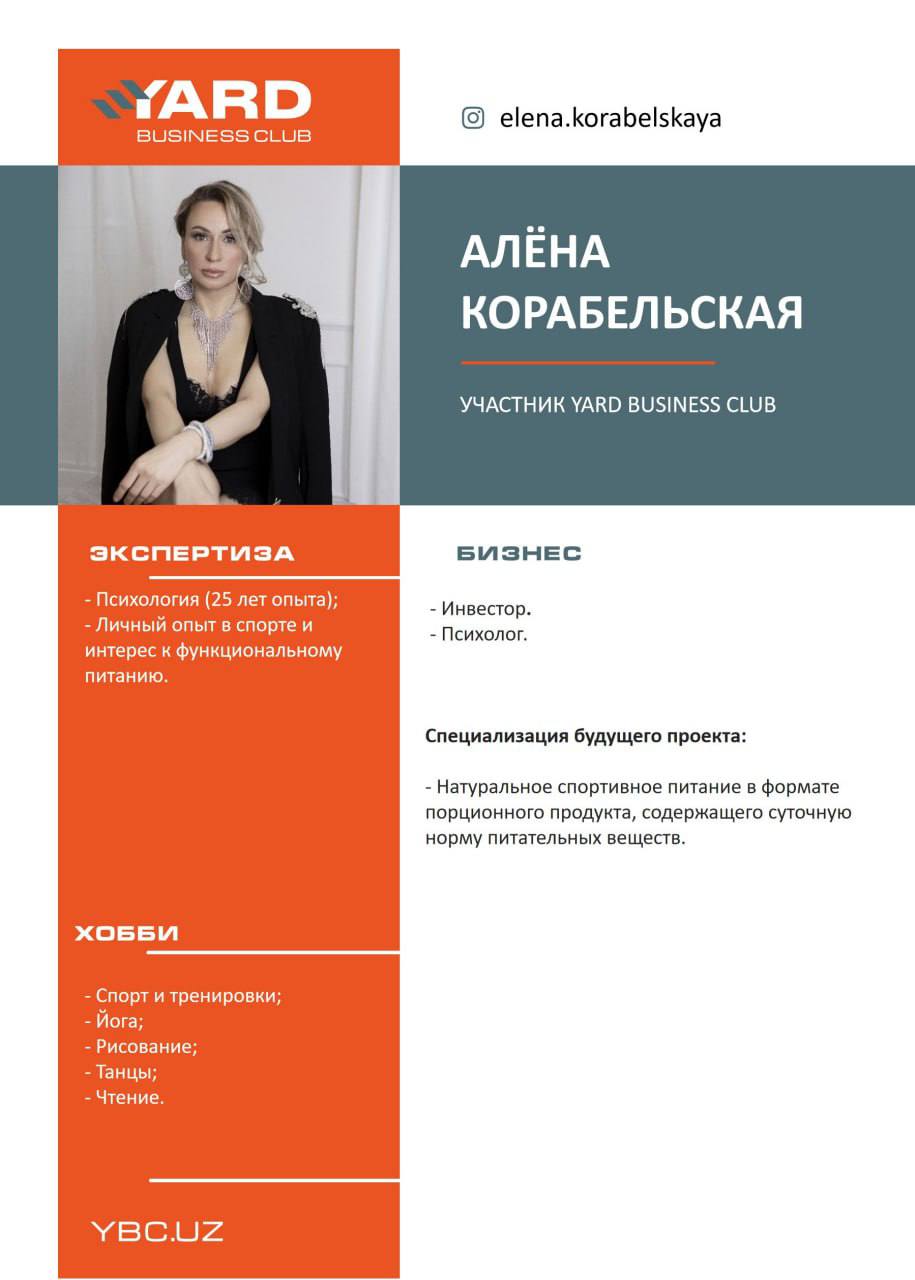 YARD
BUSINESS CLUB
elena.korabelskaya
АЛЁНА
КОРАБЕЛЬСКАЯ
УЧАСТНИК YARD BUSINESS CLUB
ЭКСПЕРТИЗА
- Психология (25 лет опыта);
- Личный опыт в спорте и
интерес к функциональному
питанию.
БИЗНЕС
- Инвестор.
- Психолог.
Специализация будущего проекта:
- Натуральное спортивное питание в формате
порционного продукта, содержащего суточную
норму питательных веществ.
ХОББИ
- Спорт и тренировки;
- Йога;
- Рисование;
- Танцы;
- Чтение.
YBC.UZ